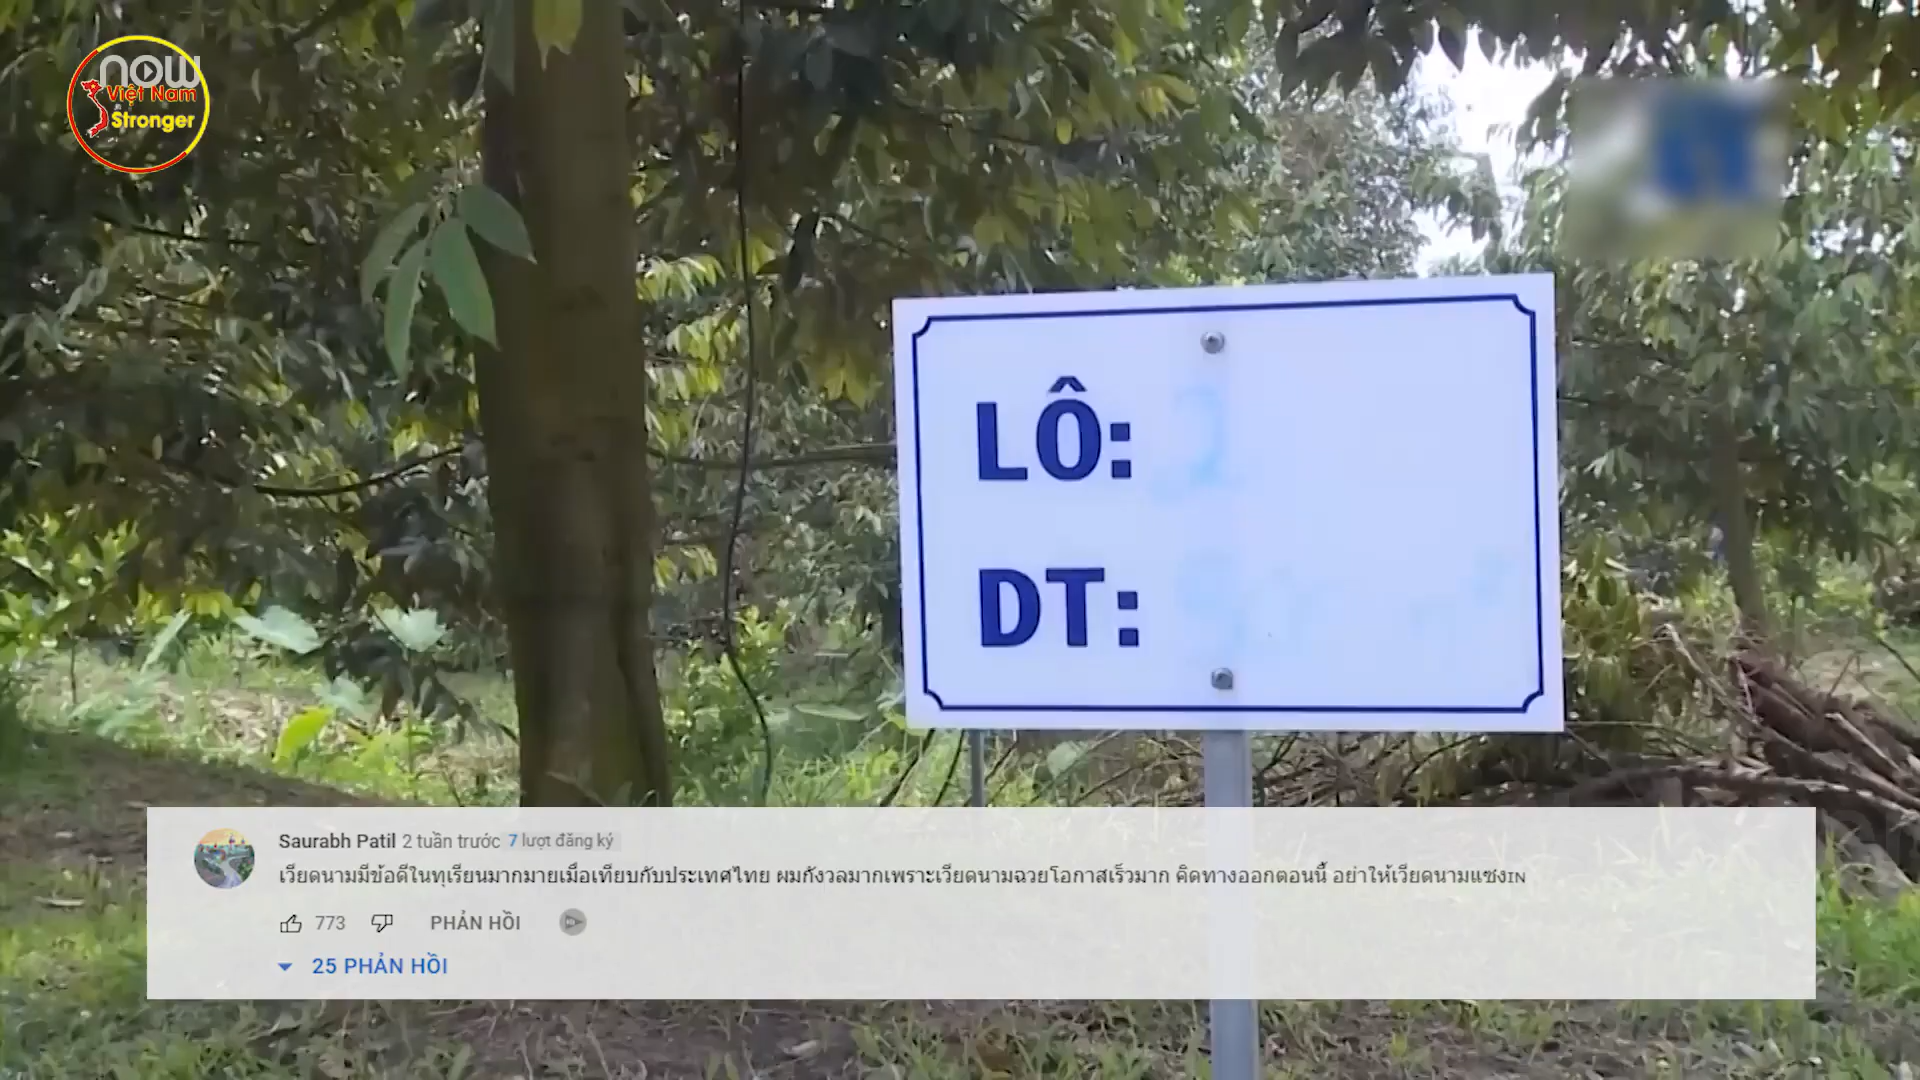 now
Việt Nam
Stronger
LÔ:
DT:
Saurabh Patil 2 tuần trước 7 lượt đăng ký
เวียดนามมีข้อดีในทุเรียนมากมายเมื่อเทียบกับประเทศไทย ผมกังวลมากเพราะเวียดนามฉวยโอกาสเร็วมาก คิดทางออกตอนนี้ อย่าให้เวียดนามแซงɪɴ
773 PHẢN HỒI
25 PHẢN HỒI